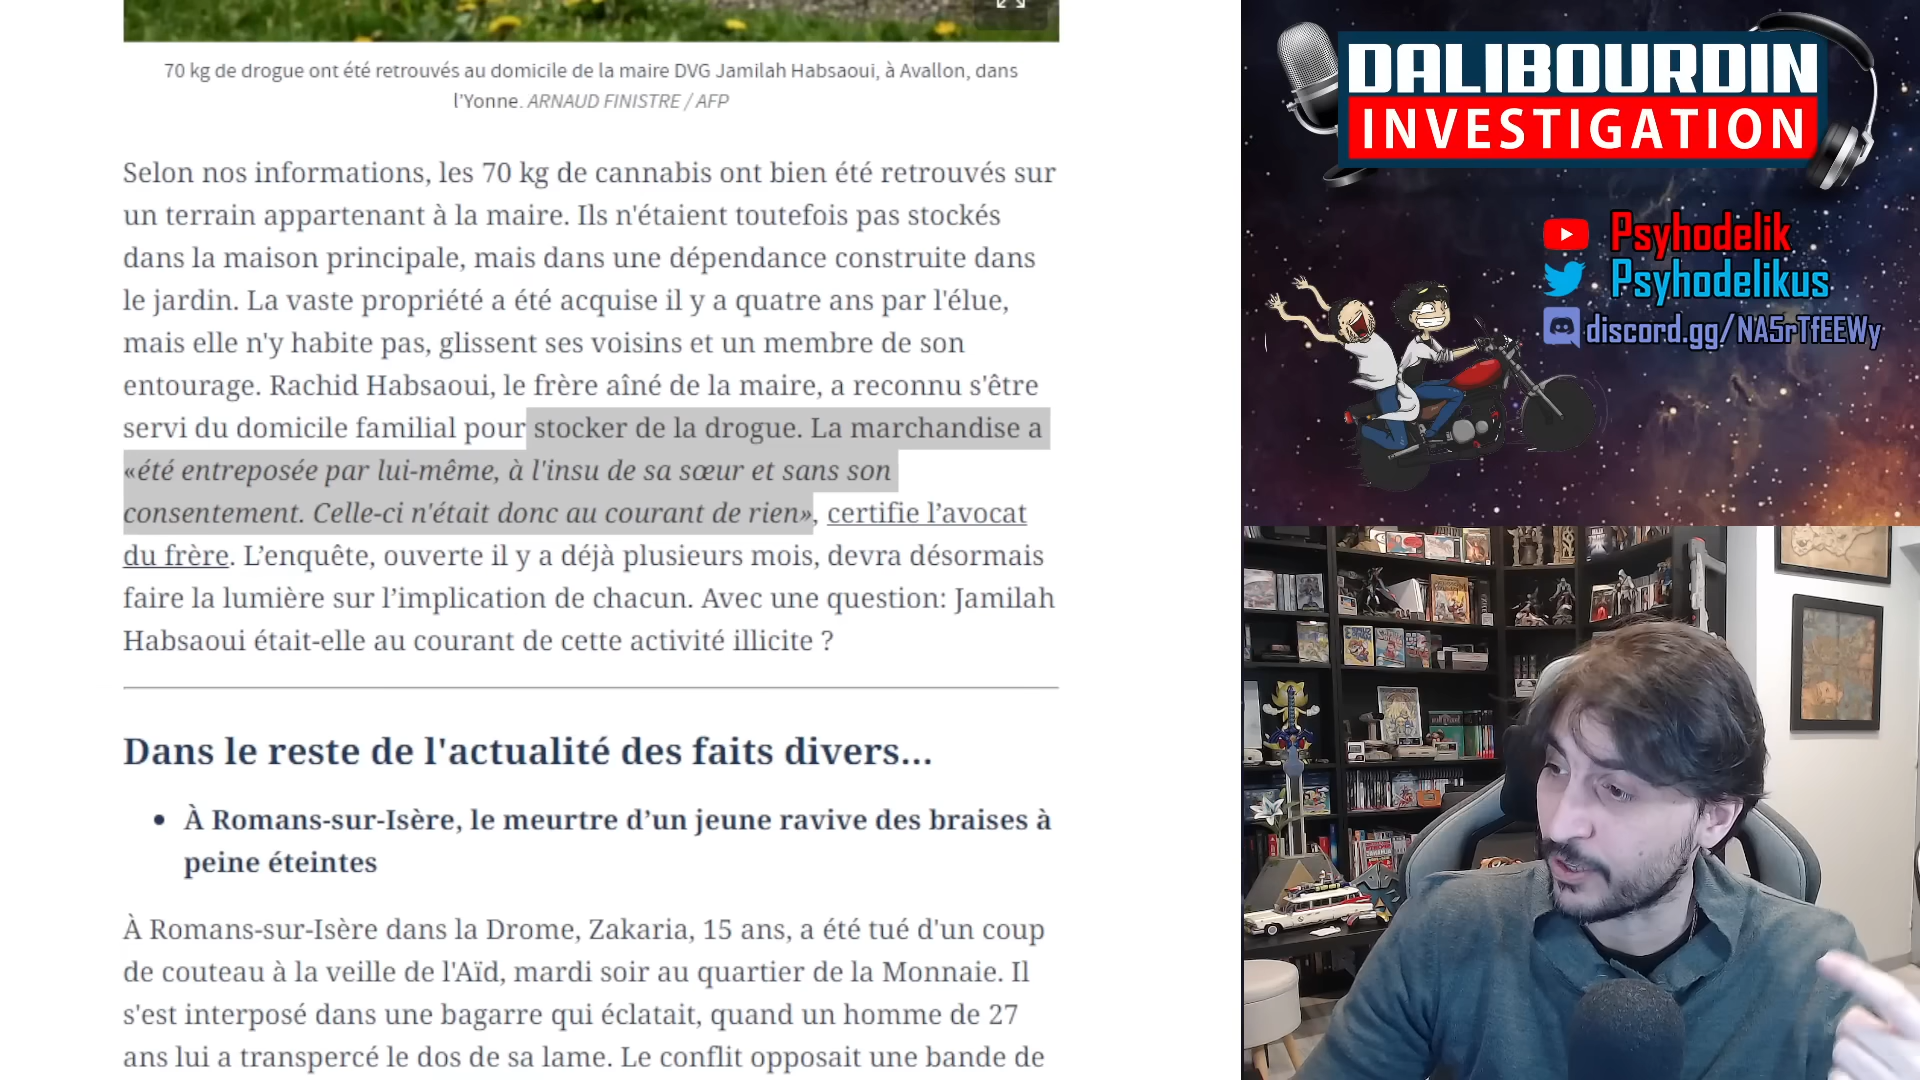 70 kg de drogue ont été retrouvés au domicile de la maire DVG Jamilah Habsaoui, à Avallon, dans
l'Yonne. ARNAUD FINISTRE / AFP
Selon nos informations, les 70 kg de cannabis ont bien été retrouvés sur
un terrain appartenant à la maire. Ils n'étaient toutefois pas stockés
dans la maison principale, mais dans une dépendance construite dans
le jardin. La vaste propriété a été acquise il y a quatre ans par l'élue,
mais elle n'y habite pas, glissent ses voisins et un membre de son
entourage. Rachid Habsaoui, le frère aîné de la maire, a reconnu s'être
servi du domicile familial pour stocker de la drogue. La marchandise a
«été entreposée par lui-même, à l'insu de sa sœur et sans son
consentement. Celle-ci n'était donc au courant de rien», certifie l’avocat
du frère. L’enquête, ouverte il y a déjà plusieurs mois, devra désormais
faire la lumière sur l’implication de chacun. Avec une question: Jamilah
Habsaoui était-elle au courant de cette activité illicite ?
Dans le reste de l'actualité des faits divers...
• À Romans-sur-Isère, le meurtre d’un jeune ravive des braises à
peine éteintes
À Romans-sur-Isère dans la Drome, Zakaria, 15 ans, a été tué d'un coup
de couteau à la veille de l'Aïd, mardi soir au quartier de la Monnaie. Il
s'est interposé dans une bagarre qui éclatait, quand un homme de 27
ans lui a transpercé le dos de sa lame. Le conflit opposait une bande de
DALIBOURDIN
INVESTIGATION
Psyhodelik
Psyhodelikus
discord.gg/NA5rTfEEWy